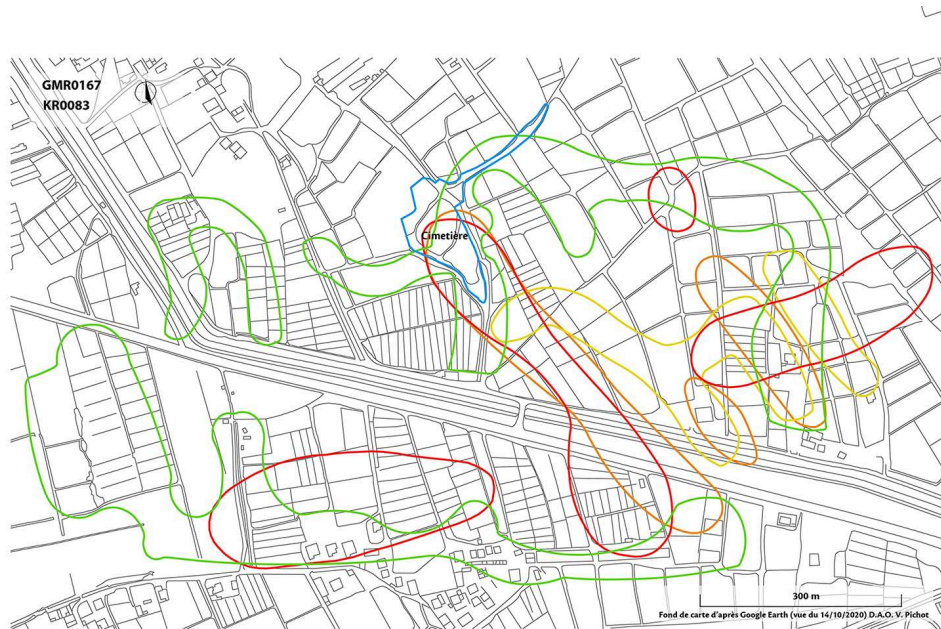 GMR0167
KR0083
Cimetière
300 m
Fond de carte d'après Google Earth (vue du 14/10/2020) D.A.O. V. Pichot